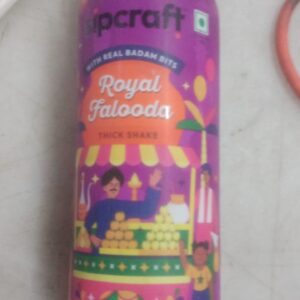 sipcraft
WITH REAL BADAM BITS
Royal
Falooda
THICK SHAKE